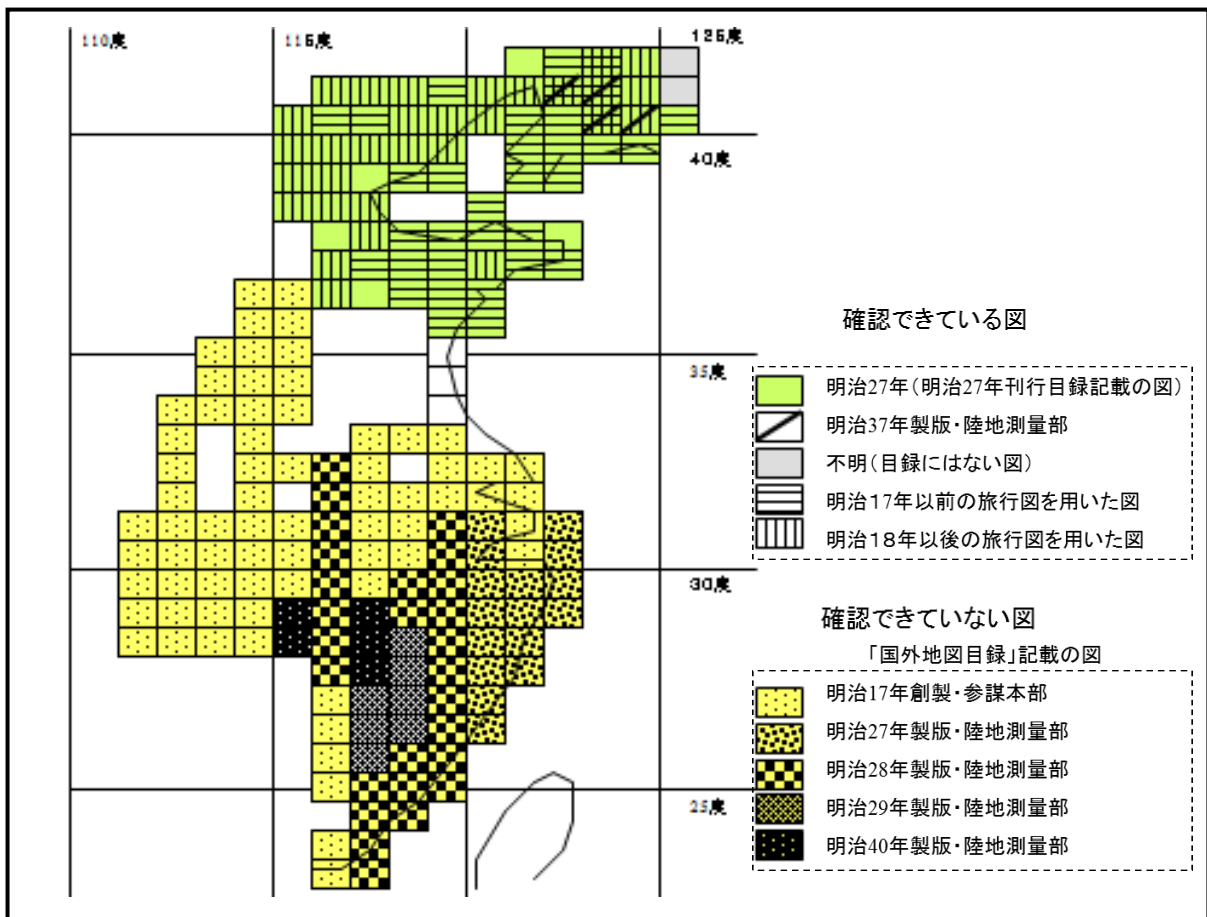 110度
115度
125度
40度
35度
30度
25度
確認できている図
明治27年(明治27年刊行目録記載の図)
明治37年製版・陸地測量部
不明(目録にはない図)
明治17年以前の旅行図を用いた図
明治18年以後の旅行図を用いた図
確認できていない図
「国外地図目録」記載の図
明治17年創製・参謀本部
明治27年製版・陸地測量部
明治28年製版・陸地測量部
明治29年製版・陸地測量部
明治40年製版・陸地測量部